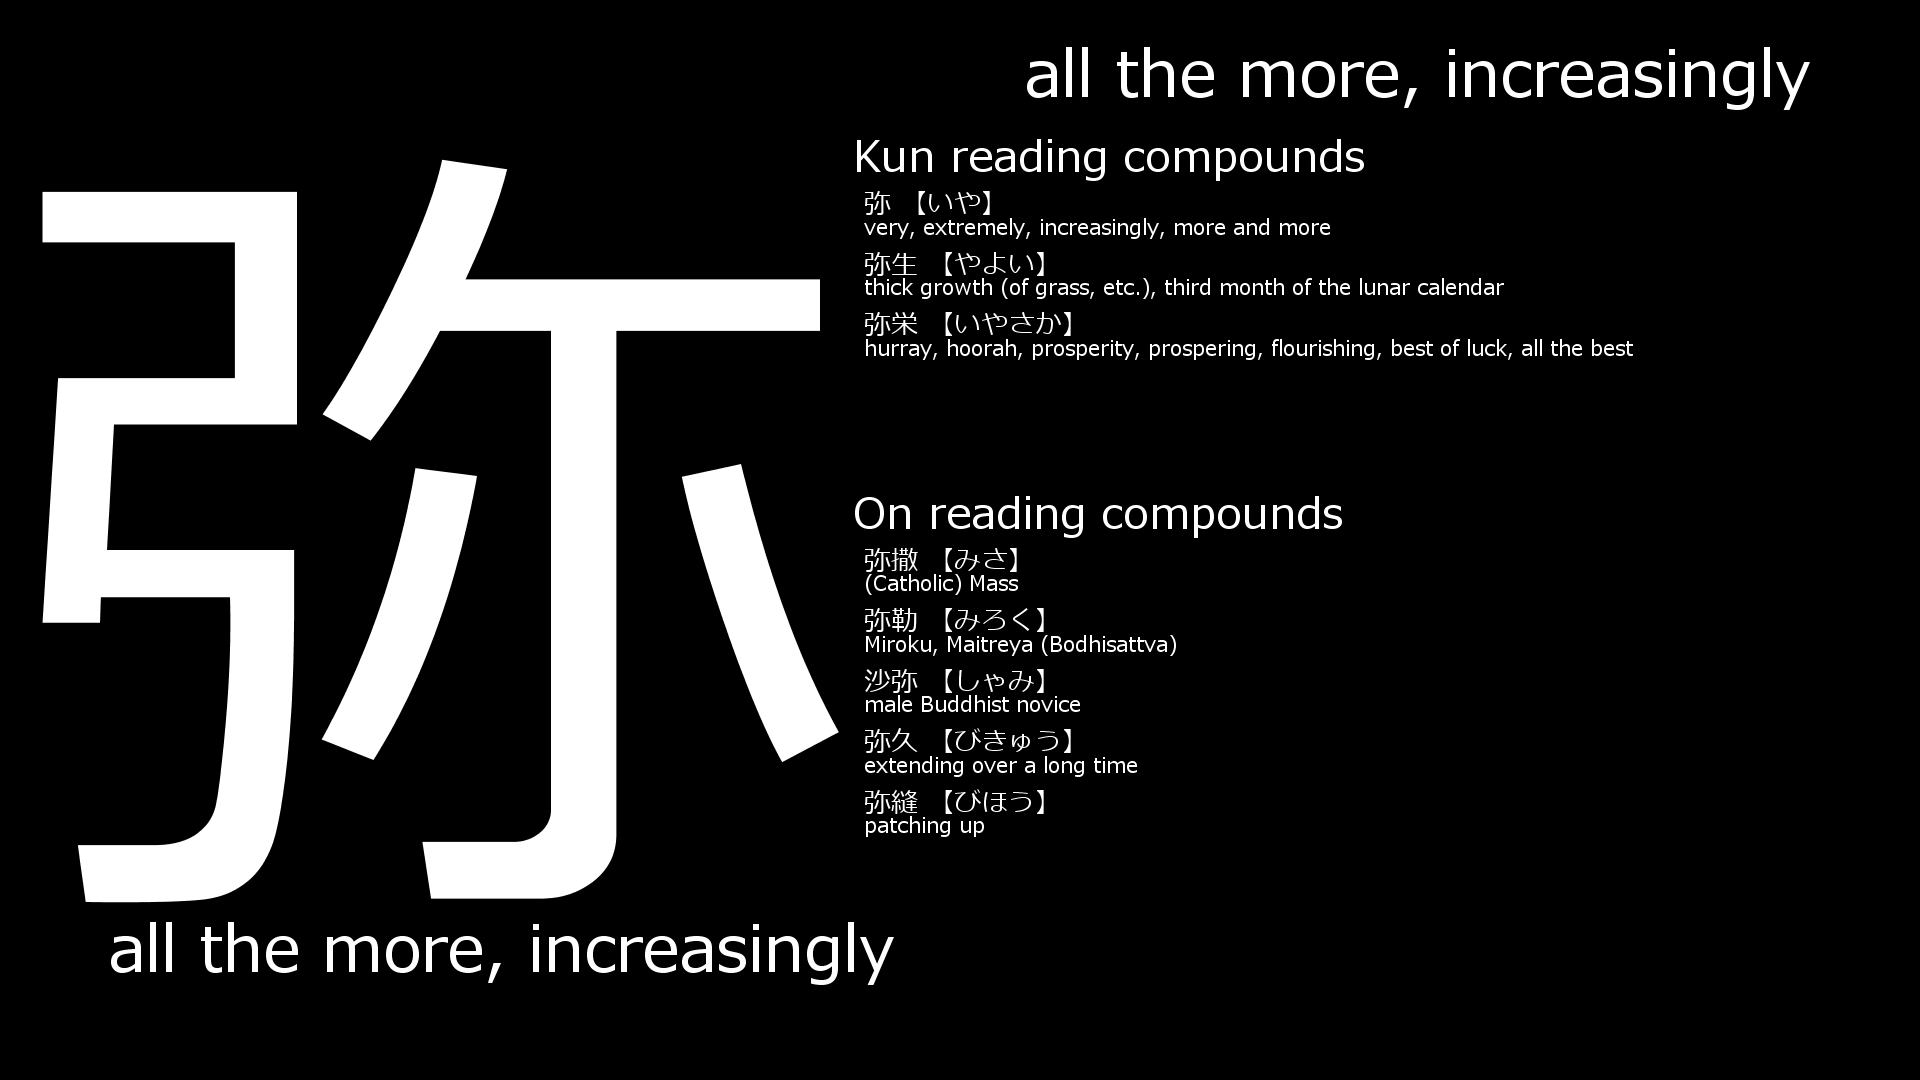 all the more, increasingly
弥
Kun reading compounds
弥 【いや】
very, extremely, increasingly, more and more
弥生 【やよい】
thick growth (of grass, etc.), third month of the lunar calendar
弥栄 【いやさか】
hurray, hoorah, prosperity, prospering, flourishing, best of luck, all the best
On reading compounds
弥撒 【みさ】
(Catholic) Mass
弥勒 【みろく】
Miroku, Maitreya (Bodhisattva)
沙弥 【しゃみ】
male Buddhist novice
弥久 【びきゅう】
extending over a long time
弥縫 【びほう】
patching up
all the more, increasingly